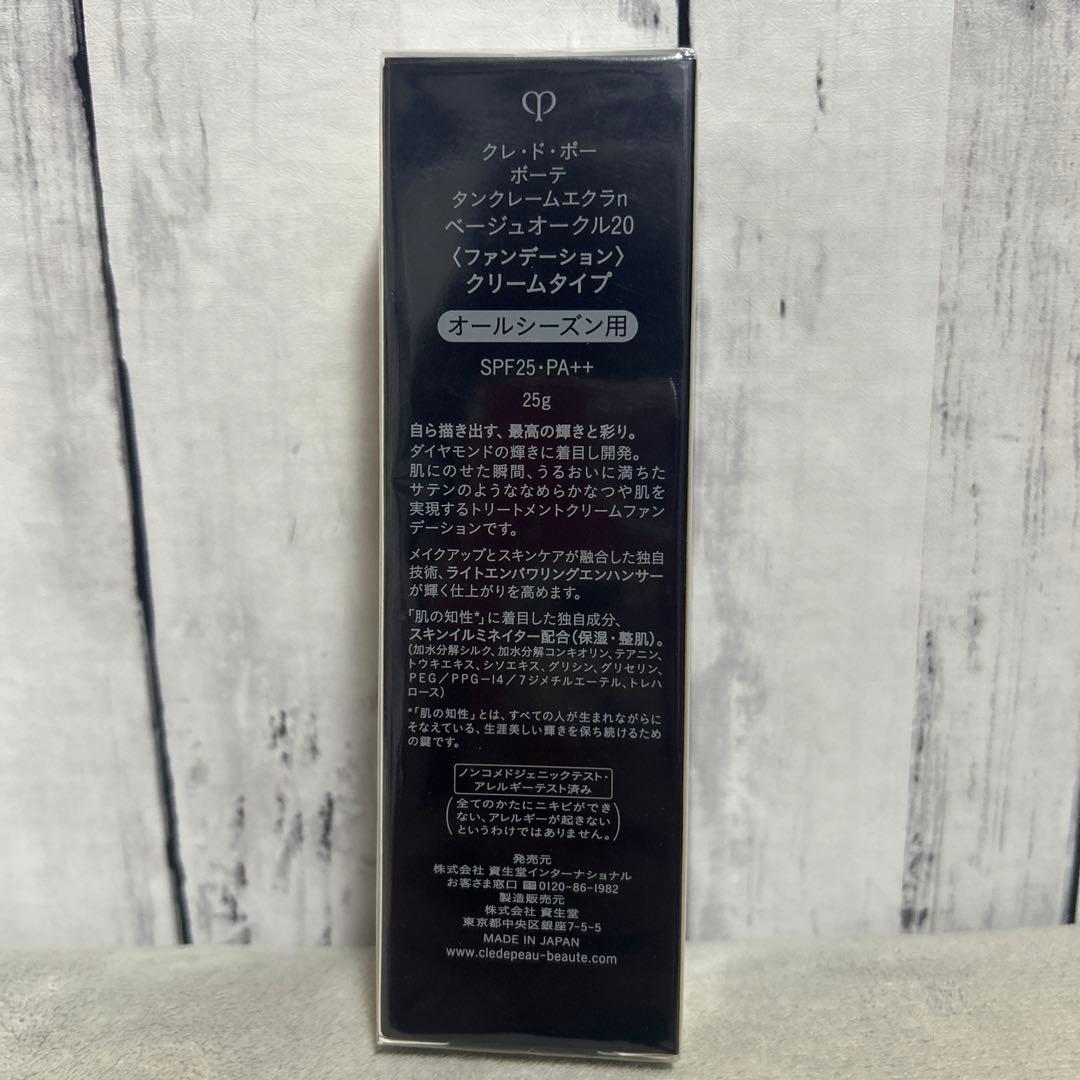 クレ・ド・ポー
ボーテ
タンクレームエクラn
ベージュオークル20
〈ファンデーション〉
クリームタイプ
オールシーズン用
SPF25・PA++
25g
自ら描き出す、最高の輝きと彩り。
ダイヤモンドの輝きに着目し開発。
肌にのせた瞬間、うるおいに満ちた
サテンのようななめらかなつや肌を
実現するトリートメントクリームファン
デーションです。
メイクアップとスキンケアが融合した独自
技術、ライトエンパワリングエンハンサー
が輝く仕上がりを高めます。
「肌の知性*」に着目した独自成分、
スキンイルミネイター配合(保湿・整肌)。
(加水分解シルク、加水分解コンキオリン、テアニン、
トウキエキス、シソエキス、グリシン、グリセリン、
PEG/PPG-14/7ジメチルエーテル、トレハ
ロース)
*「肌の知性」とは、すべての人が生まれながらに
そなえている、生涯美しい輝きを保ち続けるため
の鍵です。
ノンコメドジェニックテスト・
アレルギーテスト済み
(全てのかたにニキビができ
ない、アレルギーが起きない
というわけではありません。)
発売元
株式会社 資生堂インターナショナル
お客さま窓口 0120-86-1982
製造販売元
株式会社 資生堂
東京都中央区銀座7-5-5
MADE IN JAPAN
www.cledepeau-beaute.com